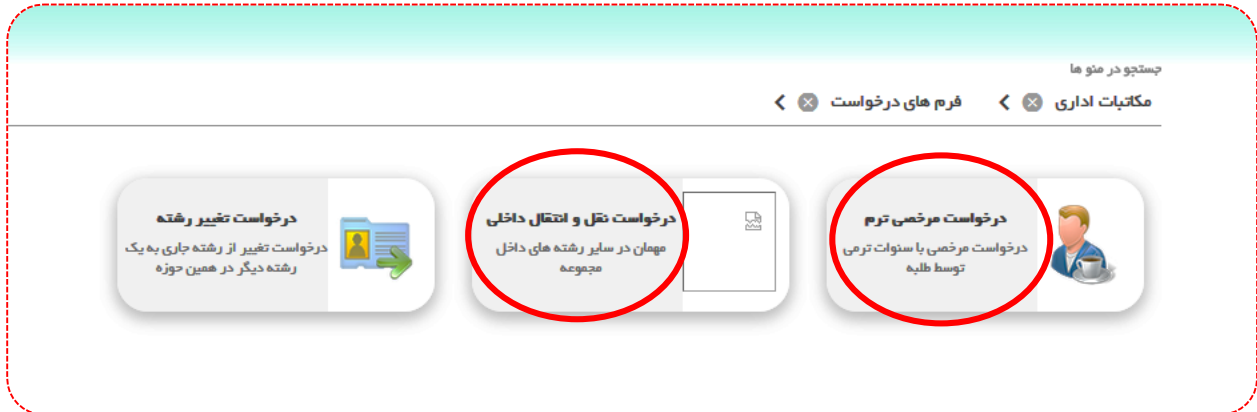 جستجو در منو ها
مکاتبات اداری
فرم های درخواست
درخواست مرخصی ترم
درخواست مرخصی با سنوات ترمی
توسط طلبه
درخواست نقل و انتقال داخلی
مهمان در سایر رشته های داخل
مجموعه
درخواست تغییر رشته
درخواست تغییر از رشته جاری به یک
رشته دیگر در همین حوزه